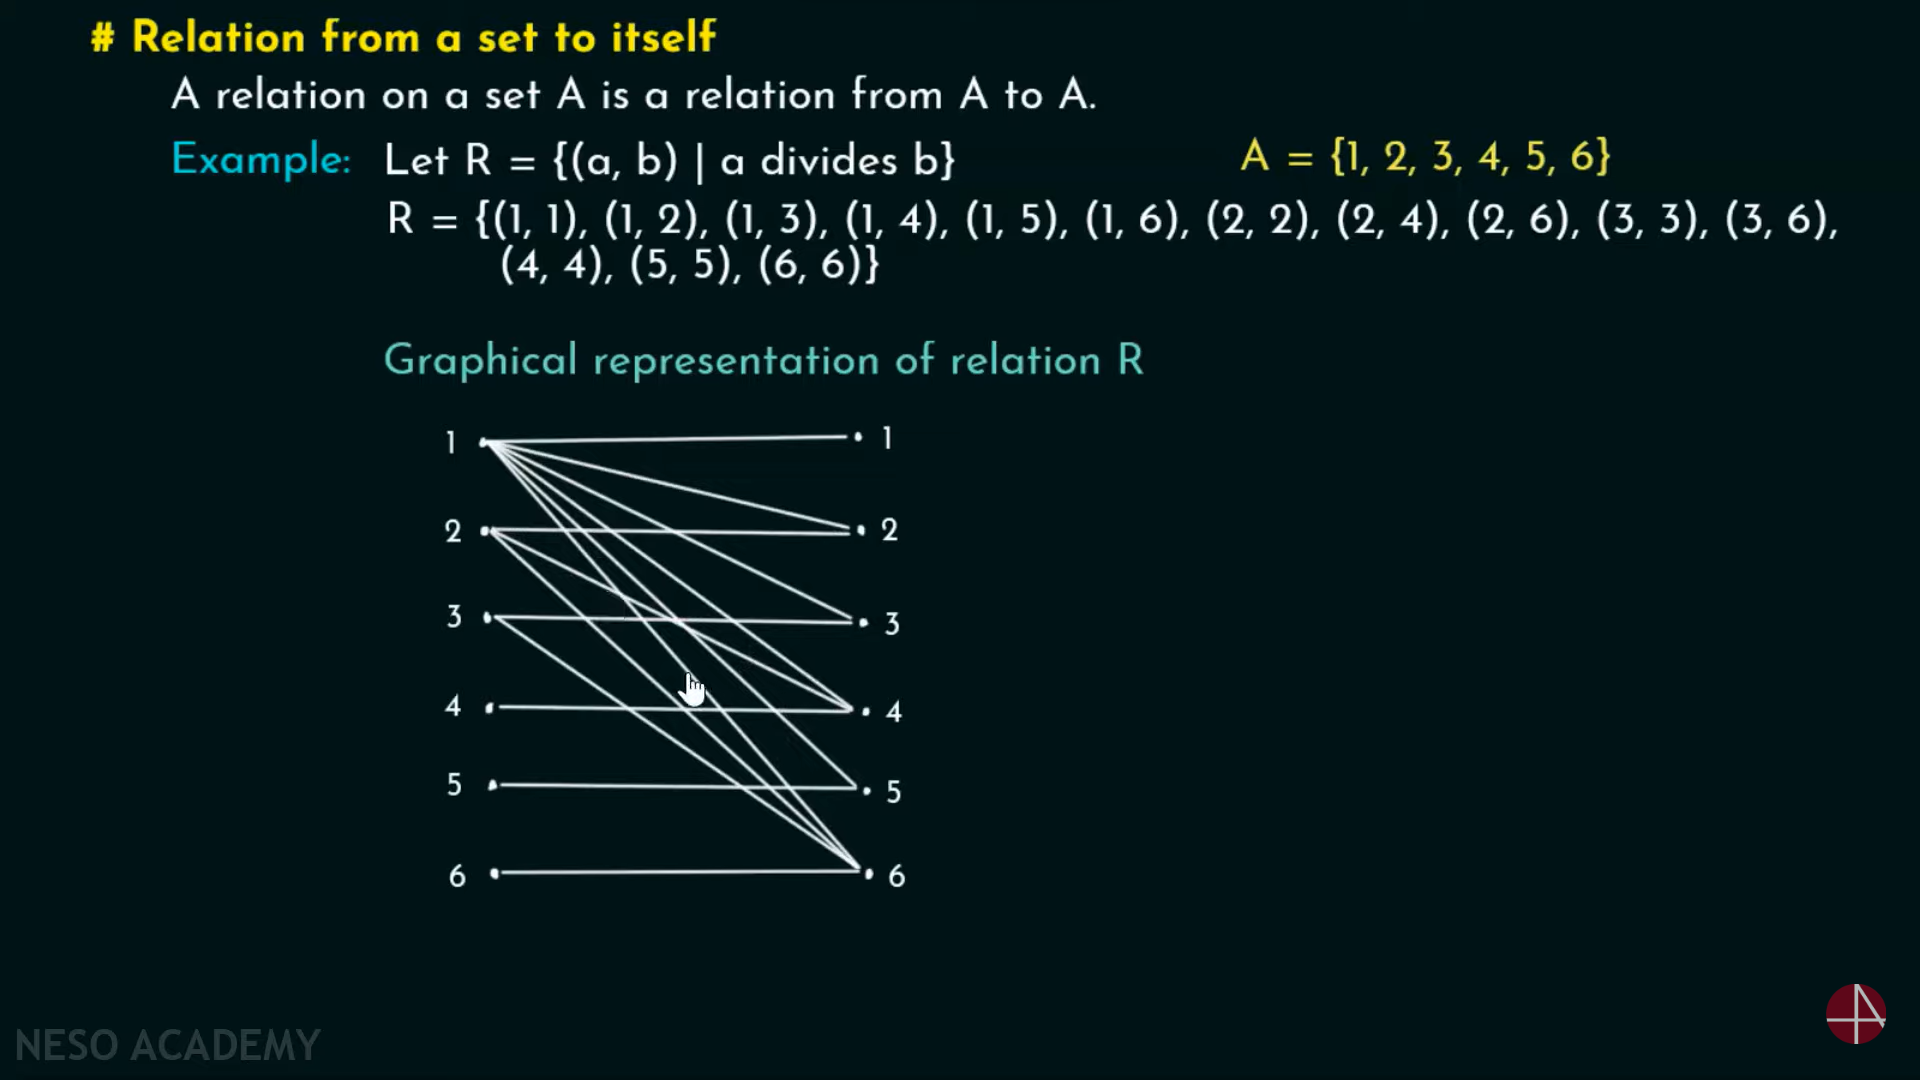 # Relation from a set to itself
A relation on a set A is a relation from A to A.
Example: Let R = {(a, b) | a divides b} A = {1, 2, 3, 4, 5, 6}
R = {(1, 1), (1, 2), (1, 3), (1, 4), (1, 5), (1, 6), (2, 2), (2, 4), (2, 6), (3, 3), (3, 6),
(4, 4), (5, 5), (6, 6)}
Graphical representation of relation R
1 1
2 2
3 3
4 4
5 5
6 6
NESO ACADEMY